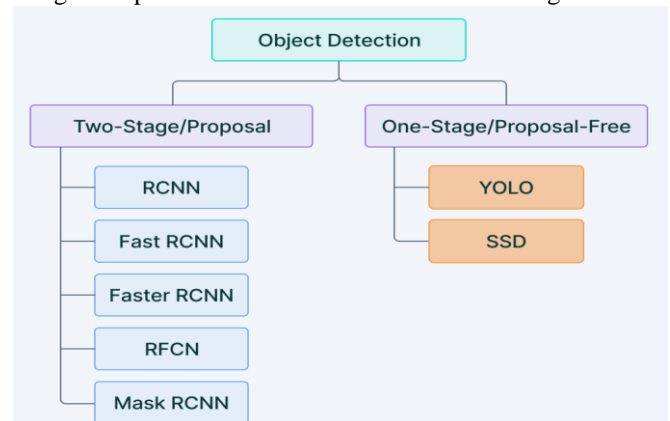 Object Detection
Two-Stage/Proposal
One-Stage/Proposal-Free
RCNN
YOLO
Fast RCNN
SSD
Faster RCNN
RFCN
Mask RCNN